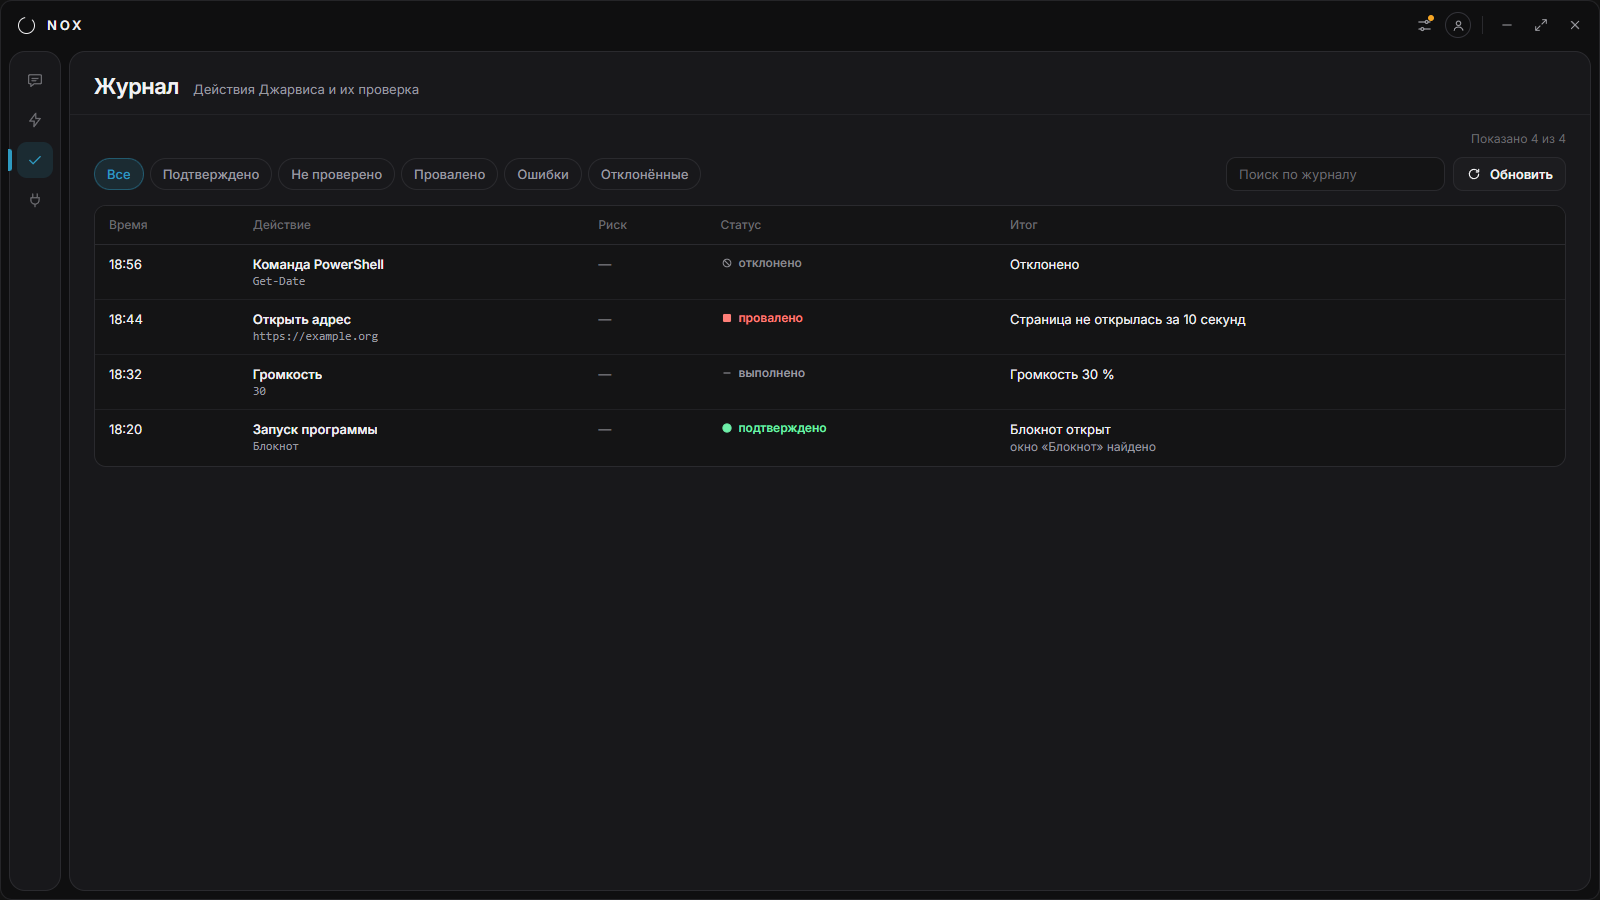 NOX
Журнал Действия Джарвиса и их проверка
Показано 4 из 4
Все Подтверждено Не проверено Провалено Ошибки Отклонённые Поиск по журналу Обновить
Время Действие Риск Статус Итог
18:56 Команда PowerShell — отклонено Отклонено
Get-Date
18:44 Открыть адрес — провалено Страница не открылась за 10 секунд
https://example.org
18:32 Громкость — выполнено Громкость 30 %
30
18:20 Запуск программы — подтверждено Блокнот открыт
Блокнот окно «Блокнот» найдено